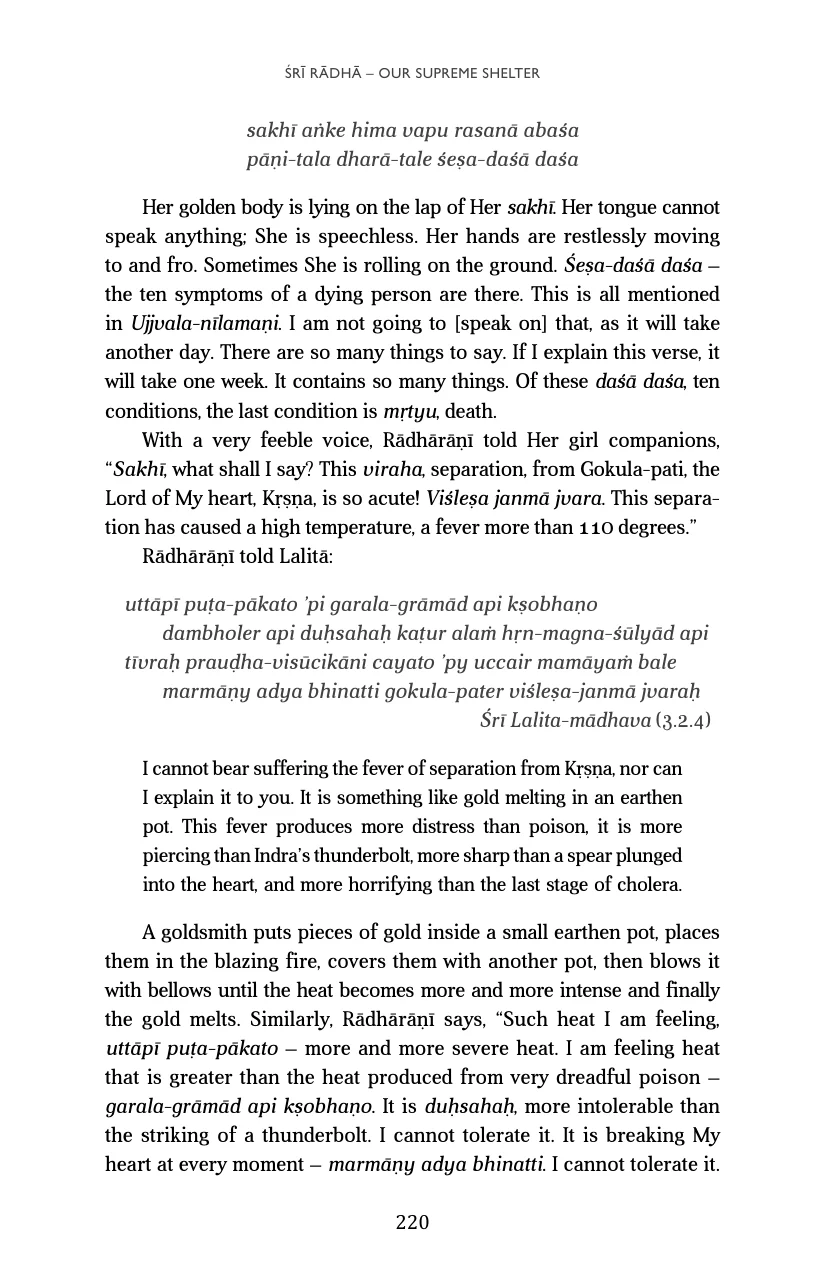 ŚRĪ RĀDHĀ – OUR SUPREME SHELTER
sakhī aṅke hima vapu rasanā abaśa
pāṇi-tala dharā-tale śeṣa-daśā daśa
Her golden body is lying on the lap of Her sakhī. Her tongue cannot
speak anything; She is speechless. Her hands are restlessly moving
to and fro. Sometimes She is rolling on the ground. Śeṣa-daśā daśa –
the ten symptoms of a dying person are there. This is all mentioned
in Ujjvala-nīlamaṇi. I am not going to [speak on] that, as it will take
another day. There are so many things to say. If I explain this verse, it
will take one week. It contains so many things. Of these daśā daśa, ten
conditions, the last condition is mṛtyu, death.
With a very feeble voice, Rādhārāṇī told Her girl companions,
“Sakhī, what shall I say? This viraha, separation, from Gokula-pati, the
Lord of My heart, Kṛṣṇa, is so acute! Viśleṣa janmā jvara. This separa-
tion has caused a high temperature, a fever more than 110 degrees.”
Rādhārāṇī told Lalitā:
uttāpī puṭa-pākato ’pi garala-grāmād api kṣobhaṇo
dambholer api duḥsahaḥ kaṭur alaṁ hṛn-magna-śūlyād api
tīvraḥ prauḍha-visūcikāni cayato ’py uccair mamāyaṁ bale
marmāṇy adya bhinatti gokula-pater viśleṣa-janmā jvaraḥ
Śrī Lalita-mādhava (3.2.4)
I cannot bear suffering the fever of separation from Kṛṣṇa, nor can
I explain it to you. It is something like gold melting in an earthen
pot. This fever produces more distress than poison, it is more
piercing than Indra’s thunderbolt, more sharp than a spear plunged
into the heart, and more horrifying than the last stage of cholera.
A goldsmith puts pieces of gold inside a small earthen pot, places
them in the blazing fire, covers them with another pot, then blows it
with bellows until the heat becomes more and more intense and finally
the gold melts. Similarly, Rādhārāṇī says, “Such heat I am feeling,
uttāpī puṭa-pākato – more and more severe heat. I am feeling heat
that is greater than the heat produced from very dreadful poison –
garala-grāmād api kṣobhaṇo. It is duḥsahaḥ, more intolerable than
the striking of a thunderbolt. I cannot tolerate it. It is breaking My
heart at every moment – marmāṇy adya bhinatti. I cannot tolerate it.
220